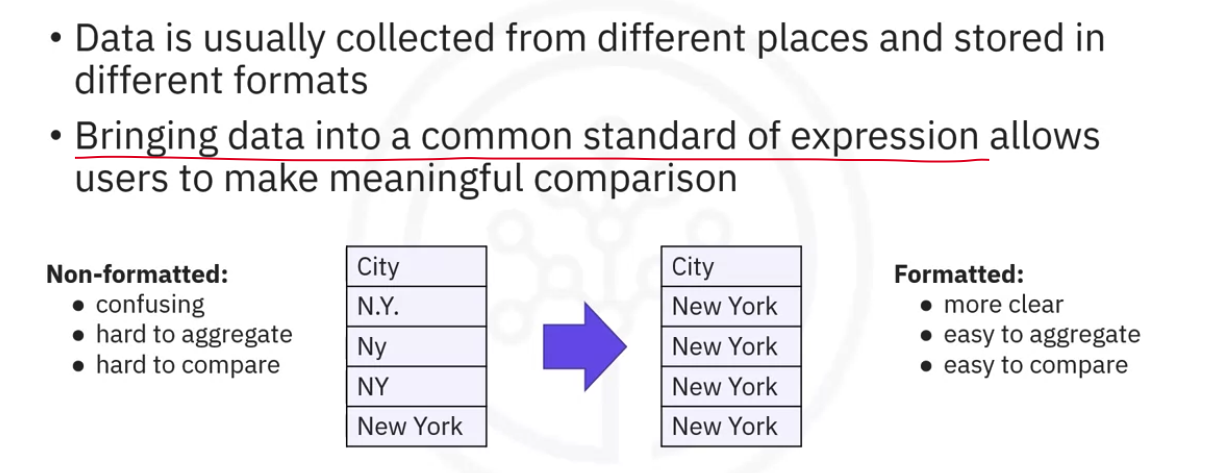 • Data is usually collected from different places and stored in
different formats
• Bringing data into a common standard of expression allows
users to make meaningful comparison
Non-formatted:
• confusing
• hard to aggregate
• hard to compare
City
N.Y.
Ny
NY
New York
City
New York
New York
New York
New York
Formatted:
• more clear
• easy to aggregate
• easy to compare